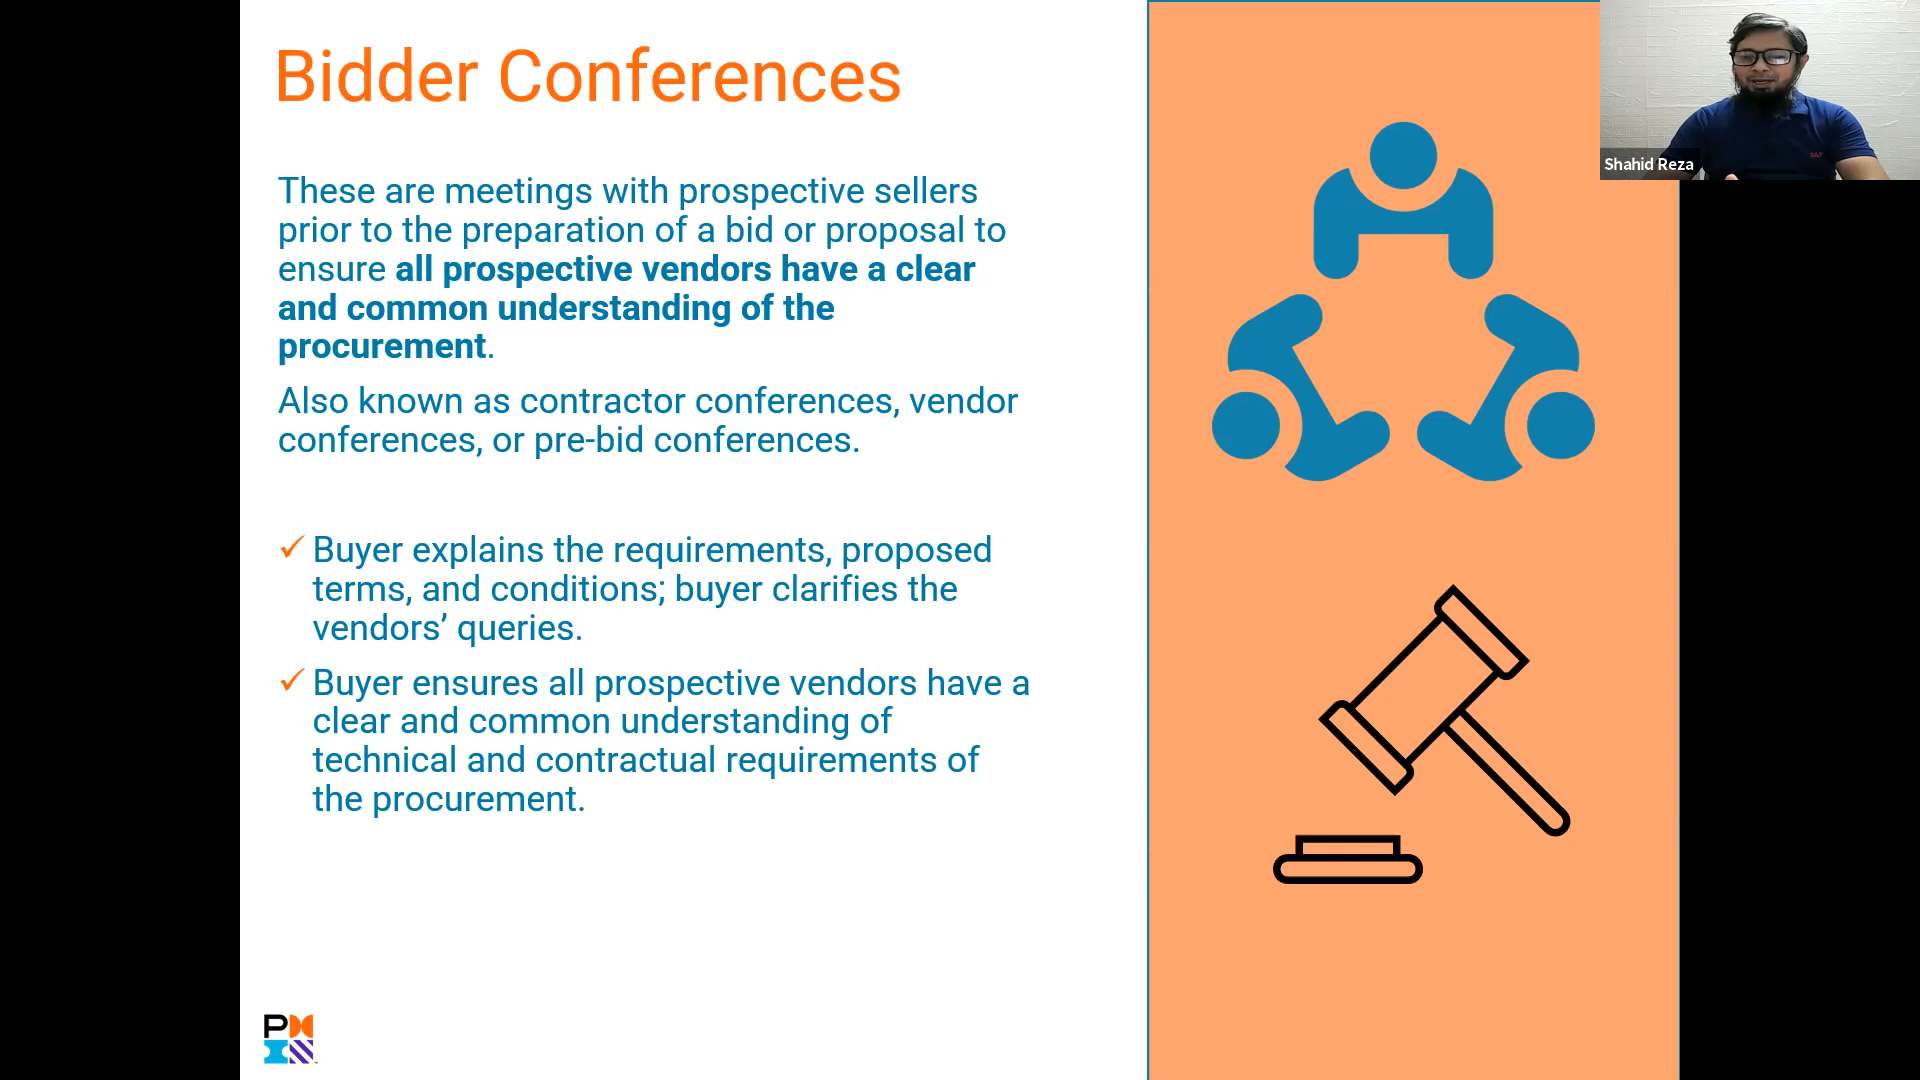 Bidder Conferences
These are meetings with prospective sellers
prior to the preparation of a bid or proposal to
ensure all prospective vendors have a clear
and common understanding of the
procurement.
Also known as contractor conferences, vendor
conferences, or pre-bid conferences.
✓ Buyer explains the requirements, proposed
terms, and conditions; buyer clarifies the
vendors’ queries.
✓ Buyer ensures all prospective vendors have a
clear and common understanding of
technical and contractual requirements of
the procurement.
Shahid Reza